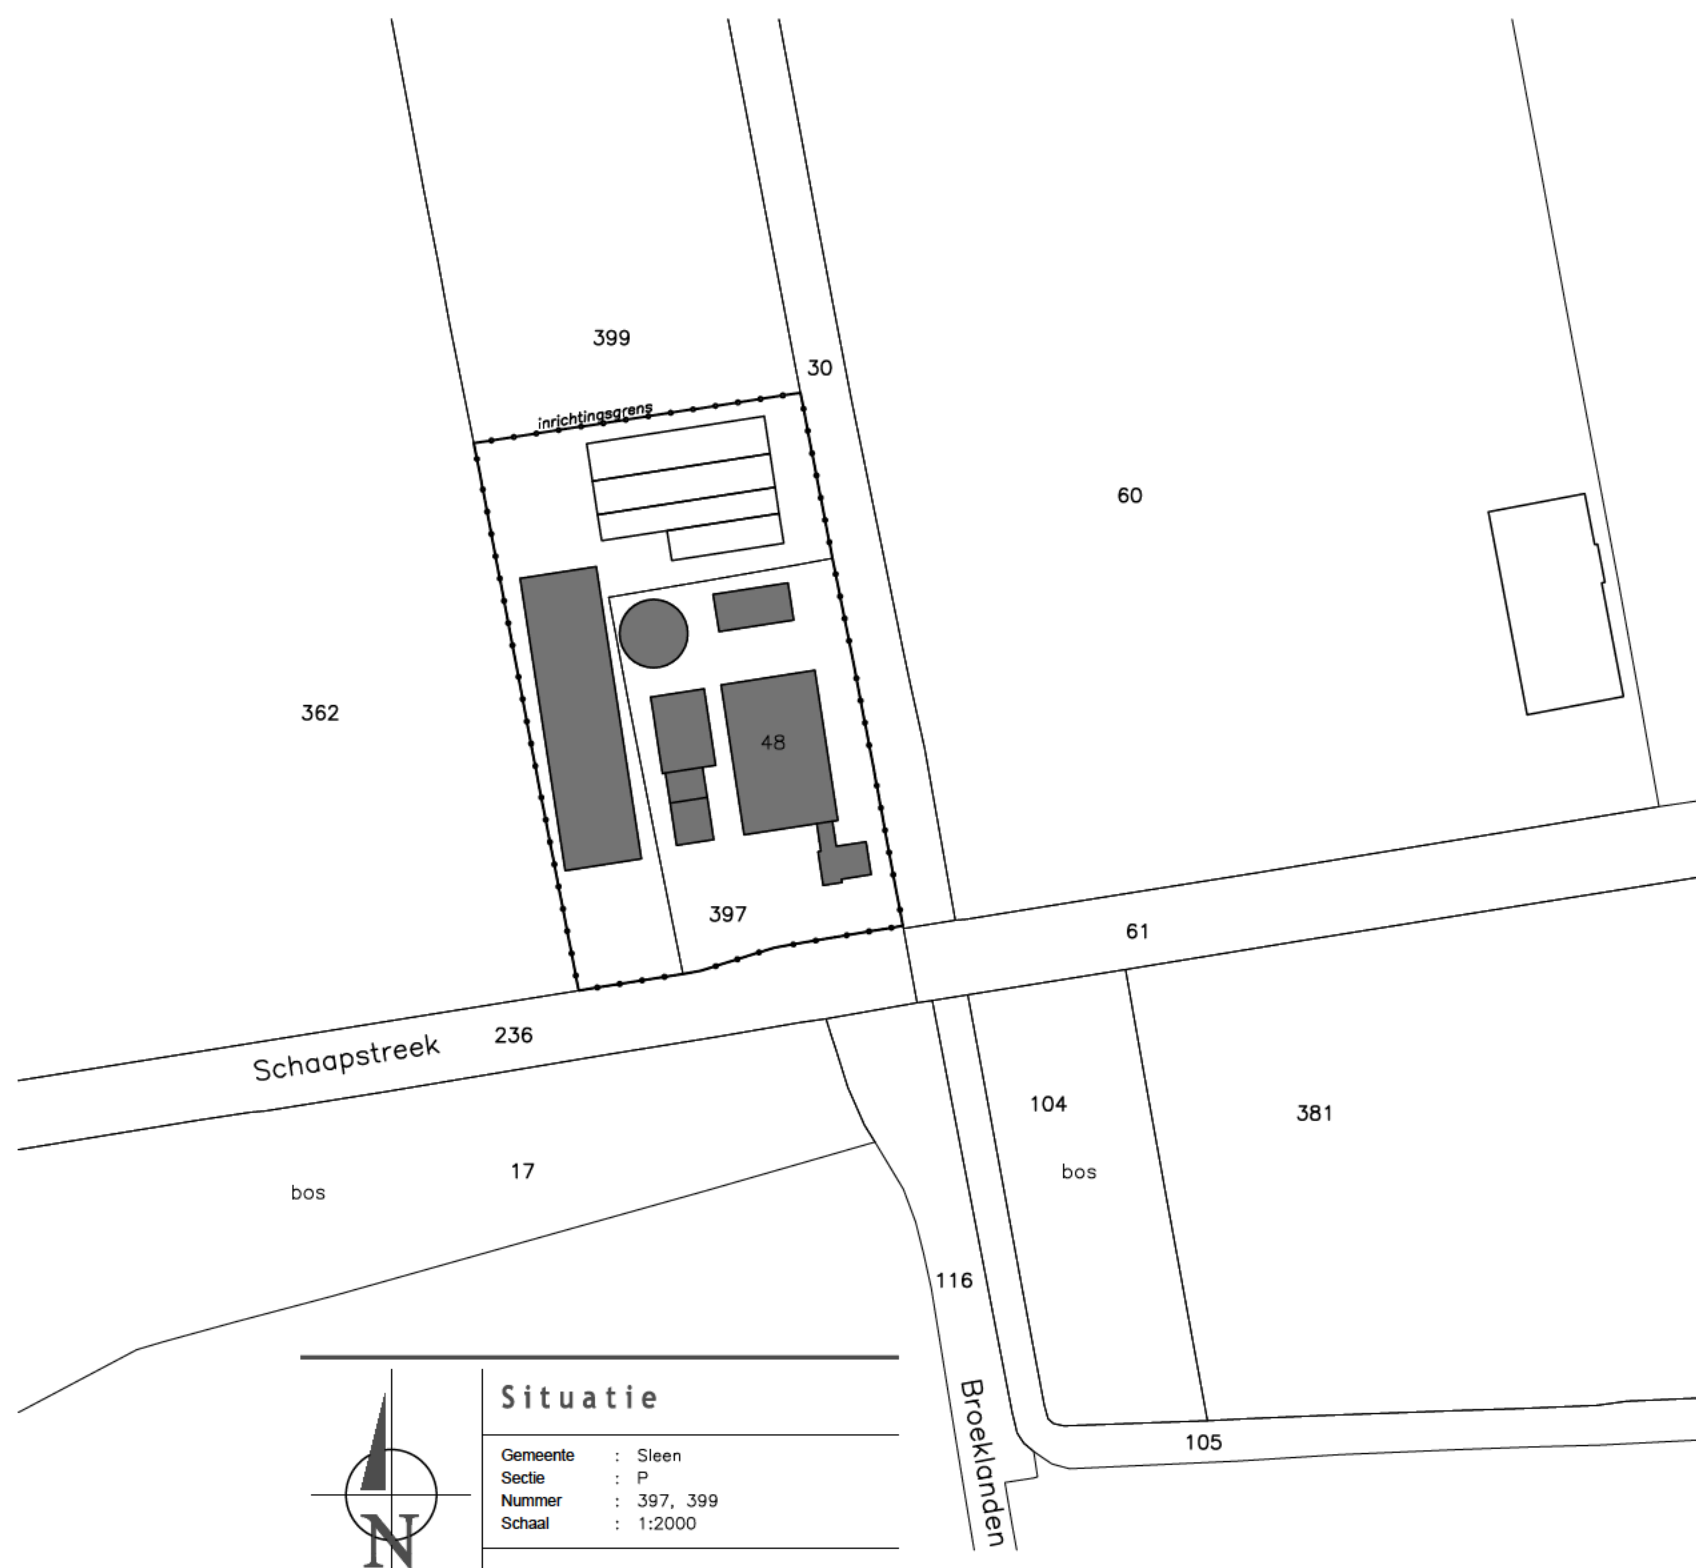 399
30
inrichtingsgrens
60
362
48
397
61
236
Schaapstreek
104
381
17
bos
bos
116
Broeklanden
105
Situatie
Gemeente : Sleen
Sectie : P
Nummer : 397, 399
Schaal : 1:2000
N